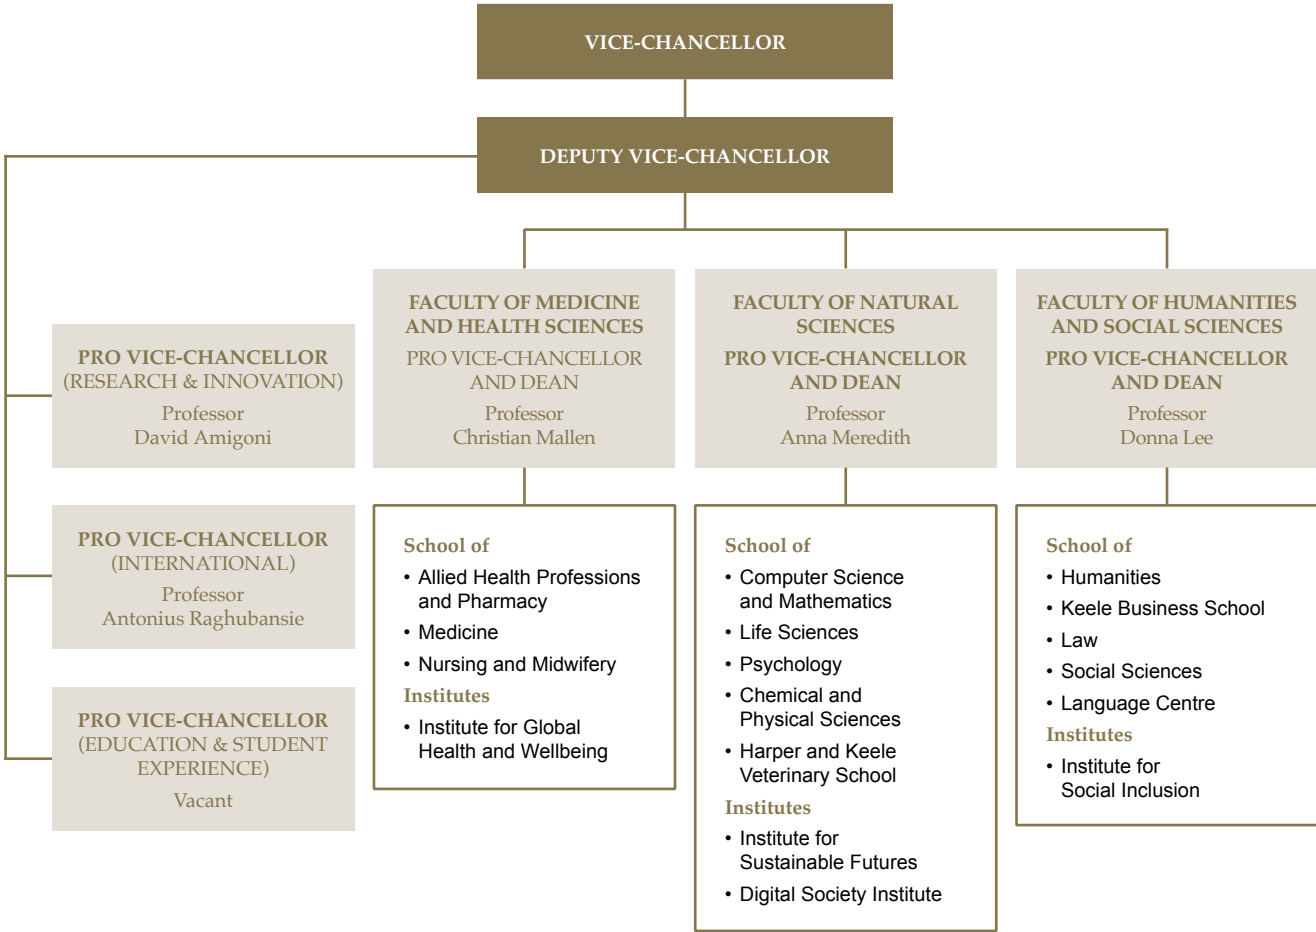 VICE-CHANCELLOR
DEPUTY VICE-CHANCELLOR
PRO VICE-CHANCELLOR
(RESEARCH & INNOVATION)
Professor
David Amigoni
PRO VICE-CHANCELLOR
(INTERNATIONAL)
Professor
Antonius Raghubansie
PRO VICE-CHANCELLOR
(EDUCATION & STUDENT
EXPERIENCE)
Vacant
FACULTY OF MEDICINE
AND HEALTH SCIENCES
PRO VICE-CHANCELLOR
AND DEAN
Professor
Christian Mallen
School of
• Allied Health Professions
and Pharmacy
• Medicine
• Nursing and Midwifery
Institutes
• Institute for Global
Health and Wellbeing
FACULTY OF NATURAL
SCIENCES
PRO VICE-CHANCELLOR
AND DEAN
Professor
Anna Meredith
School of
• Computer Science
and Mathematics
• Life Sciences
• Psychology
• Chemical and
Physical Sciences
• Harper and Keele
Veterinary School
Institutes
• Institute for
Sustainable Futures
• Digital Society Institute
FACULTY OF HUMANITIES
AND SOCIAL SCIENCES
PRO VICE-CHANCELLOR
AND DEAN
Professor
Donna Lee
School of
• Humanities
• Keele Business School
• Law
• Social Sciences
• Language Centre
Institutes
• Institute for
Social Inclusion